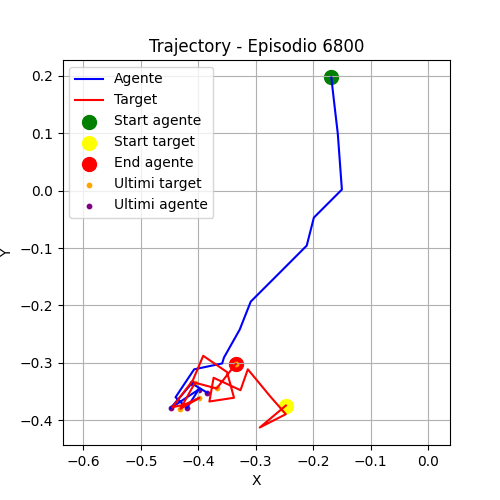 Trajectory - Episodio 6800
Agente
Target
Start agente
Start target
End agente
Ultimi target
Ultimi agente
0.2
0.1
0.0
−0.1
−0.2
−0.3
−0.4
Y
−0.6
−0.5
−0.4
−0.3
−0.2
−0.1
0.0
X